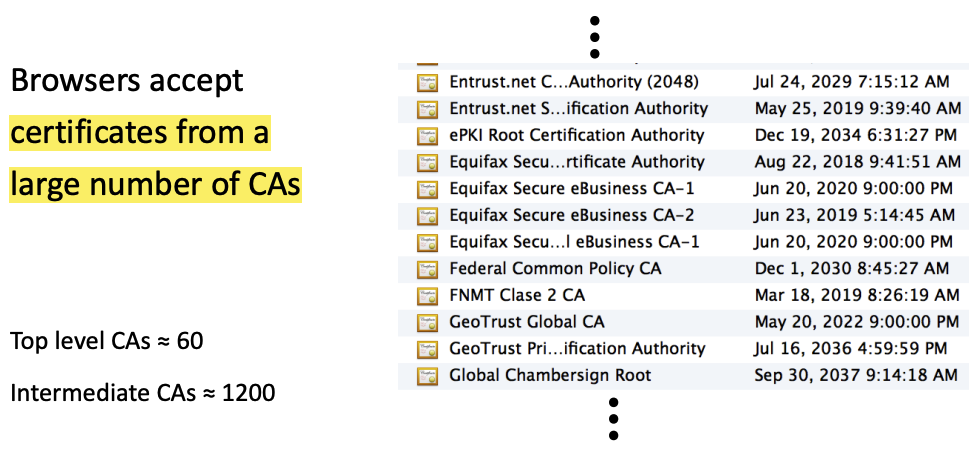 Browsers accept
certificates from a
large number of CAs
Top level CAs ≈ 60
Intermediate CAs ≈ 1200
Entrust.net C...Authority (2048) Jul 24, 2029 7:15:12 AM
Entrust.net S...ification Authority May 25, 2019 9:39:40 AM
ePKI Root Certification Authority Dec 19, 2034 6:31:27 PM
Equifax Secu...rtificate Authority Aug 22, 2018 9:41:51 AM
Equifax Secure eBusiness CA-1 Jun 20, 2020 9:00:00 PM
Equifax Secure eBusiness CA-2 Jun 23, 2019 5:14:45 AM
Equifax Secu...l eBusiness CA-1 Jun 20, 2020 9:00:00 PM
Federal Common Policy CA Dec 1, 2030 8:45:27 AM
FNMT Clase 2 CA Mar 18, 2019 8:26:19 AM
GeoTrust Global CA May 20, 2022 9:00:00 PM
GeoTrust Pri...ification Authority Jul 16, 2036 4:59:59 PM
Global Chambersign Root Sep 30, 2037 9:14:18 AM